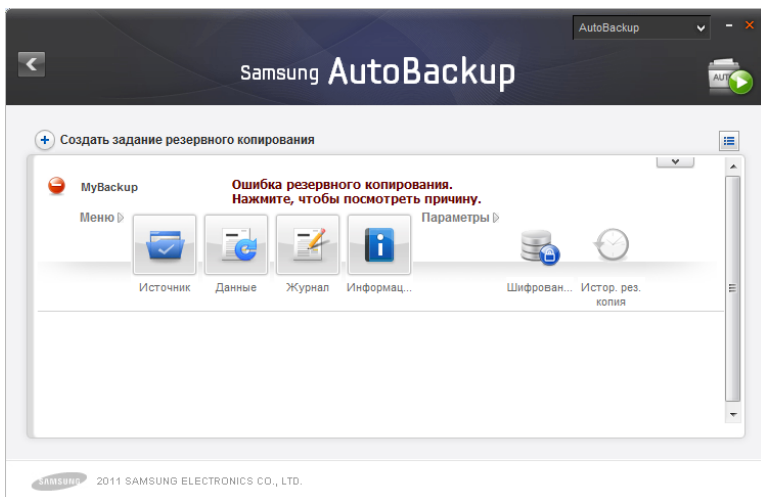 AutoBackup
Samsung AutoBackup
AUTO
Создать задание резервного копирования
MyBackup
Ошибка резервного копирования.
Нажмите, чтобы посмотреть причину.
Меню
Параметры
Источник
Данные
Журнал
Информац...
Шифрован...
Истор. рез.
копия
SAMSUNG
2011 SAMSUNG ELECTRONICS CO., LTD.